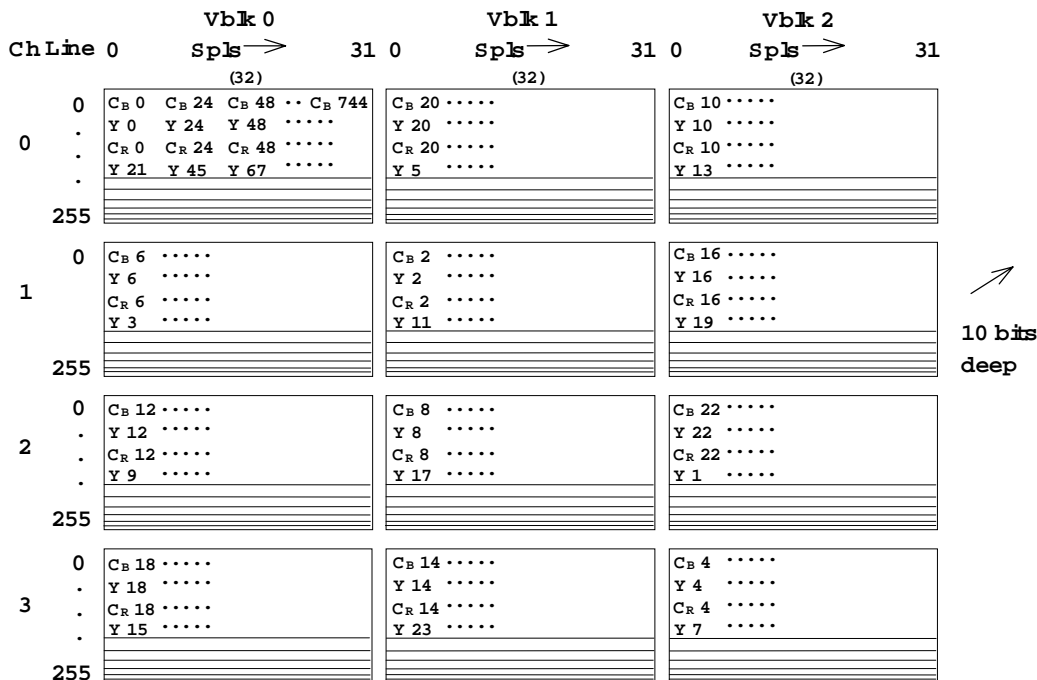 Vblk 0 Vblk 1 Vblk 2
Ch Line 0 Spls 31 0 Spls 31 0 Spls 31
(32) (32) (32)
0 CB 0 CB 24 CB 48 ·· CB 744 CB 20 ····· CB 10 ·····
· Y 0 Y 24 Y 48 ····· Y 20 ····· Y 10 ·····
0 · CR 0 CR 24 CR 48 ····· CR 20 ····· CR 10 ·····
· Y 21 Y 45 Y 67 ····· Y 5 ····· Y 13 ·····
255
0 CB 6 ····· CB 2 ····· CB 16 ·····
Y 6 ····· Y 2 ····· Y 16 ·····
1 CR 6 ····· CR 2 ····· CR 16 ·····
Y 3 ····· Y 11 ····· Y 19 ·····
10 bits
255 deep
0 CB 12 ····· CB 8 ····· CB 22 ·····
· Y 12 ····· Y 8 ····· Y 22 ·····
2 · CR 12 ····· CR 8 ····· CR 22 ·····
· Y 9 ····· Y 17 ····· Y 1 ·····
255
0 CB 18 ····· CB 14 ····· CB 4 ·····
· Y 18 ····· Y 14 ····· Y 4 ·····
3 · CR 18 ····· CR 14 ····· CR 4 ·····
· Y 15 ····· Y 23 ····· Y 7 ·····
255